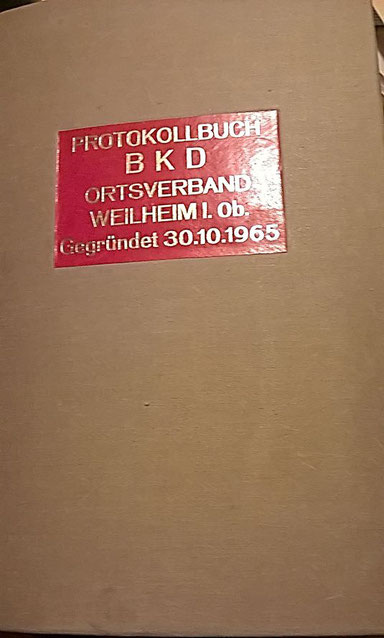 PROTOKOLLBUCH
B K D
ORTSVERBAND
WEILHEIM I. Ob.
Gegründet 30.10.1965